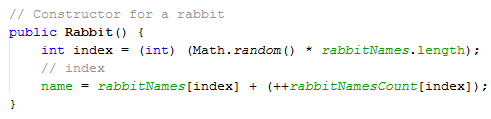 // Constructor for a rabbit
public Rabbit() {
    int index = (int) (Math.random() * rabbitNames.length);
    // index
    name = rabbitNames[index] + (++rabbitNamesCount[index]);
}